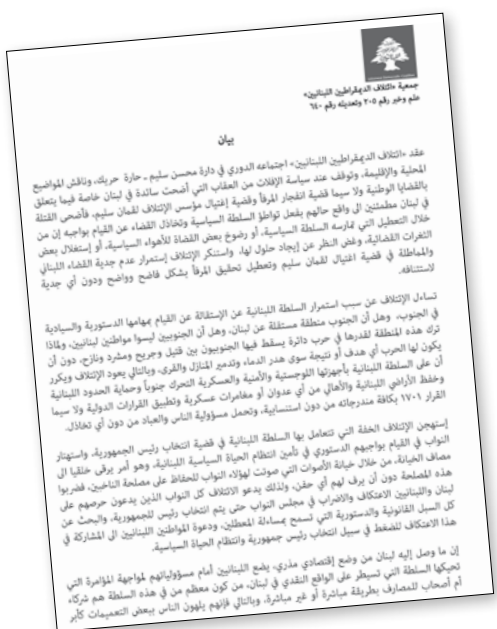 جمعية «ائتلاف الديمقراطيين اللبنانيين»
علم وخبر رقم ٢٠٥ وتعديله رقم ٦٤٠
بيان
عقد «ائتلاف الديمقراطيين اللبنانيين» اجتماعه الدوري في دارة محسن سليم ـ حارة حريك، وناقش المواضيع
المحلية والإقليمة، وتوقف عند سياسة الإفلات من العقاب التي أضحت سائدة في لبنان خاصة فيما يتعلق
بالقضايا الوطنية ولا سيما قضية انفجار المرفأ وقضية إغتيال مؤسس الإئتلاف لقمان سليم، فأضحى القتلة
في لبنان مطمئنين الى واقع حالهم بفعل تواطؤ السلطة السياسية وتخاذل القضاء عن القيام بواجبه إن من
خلال التعطيل التي تمارسه السلطة السياسية، أو رضوخ بعض القضاة للأهواء السياسية، أو إستغلال بعض
الثغرات القضائية، وغض النظر عن إيجاد حلول لها. واستنكر الإئتلاف إستمرار عدم جدية القضاء اللبناني
والمماطلة في قضية اغتيال لقمان سليم وتعطيل تحقيق المرفأ بشكل فاضح وواضح ودون أي جدية
لاستئنافه.
تساءل الإئتلاف عن سبب استمرار السلطة اللبنانية عن الإستقالة عن القيام بمهامها الدستورية والسيادية
في الجنوب، وهل أن الجنوب منطقة مستقلة عن لبنان، وهل أن الجنوبيين ليسوا مواطنين لبنانيين، ولماذا
ترك هذه المنطقة لقدرها في حرب دائرة يسقط فيها الجنوبيون بين قتيل وجريح ومشرد ونازح، دون أن
يكون لها الحرب أي هدف أو نتيجة سوى هدر الدماء وتدمير المنازل والقرى، وبالتالي يعود الإئتلاف ويكرر
أن على السلطة اللبنانية بأجهزتها اللوجستية والأمنية والعسكرية التحرك جنوباً وحماية الحدود اللبنانية
وحفظ الأراضي اللبنانية والأهالي من أي عدوان أو مغامرات عسكرية وتطبيق القرارات الدولية ولا سيما
القرار ١٧٠١ بكافة مندرجاته من دون استنسابية، وتحمل مسؤولية الناس والعباد من دون أي تخاذل.
إستهجن الإئتلاف الخفة التي تتعامل بها السلطة اللبنانية في قضية انتخاب رئيس الجمهورية، واستهتار
النواب في القيام بواجبهم الدستوري في تأمين انتظام الحياة السياسية اللبنانية، وهو أمر يرقى خلقيا الى
مصاف الخيانة، من خلال خيانة الأصوات التي صوتت لهؤلاء النواب للحفاظ على مصلحة الناخبين، فضربوا
هذه المصلحة دون أن يرف لهم أي جفن، ولذلك يدعو الائتلاف كل النواب الذين يدعون حرصهم على
لبنان واللبنانيين الاعتكاف والاضراب في مجلس النواب حتى يتم انتخاب رئيس للجمهورية، والبحث عن
كل السبل القانونية والدستورية التي تسمح بمساءلة المعطلين، ودعوة المواطنين اللبنانيين الى المشاركة في
هذا الاعتكاف للضغط في سبيل انتخاب رئيس جمهورية وانتظام الحياة السياسية.
إن ما وصل إليه لبنان من وضع إقتصادي مذري، يضع اللبنانيين أمام مسؤولياتهم لمواجهة المؤامرة التي
تحيكها السلطة التي تسيطر على الواقع النقدي في لبنان، من كون معظم من في هذه السلطة هم شركاء
أم أصحاب للمصارف بطريقة مباشرة أو غير مباشرة، وبالتالي فإنهم يلهون الناس ببعض التعميمات كأبر